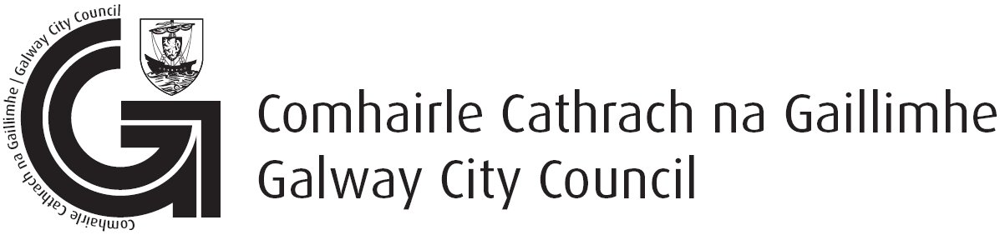 Comhairle Cathrach na Gaillimhe | Galway City Council
Comhairle Cathrach na Gaillimhe
Galway City Council